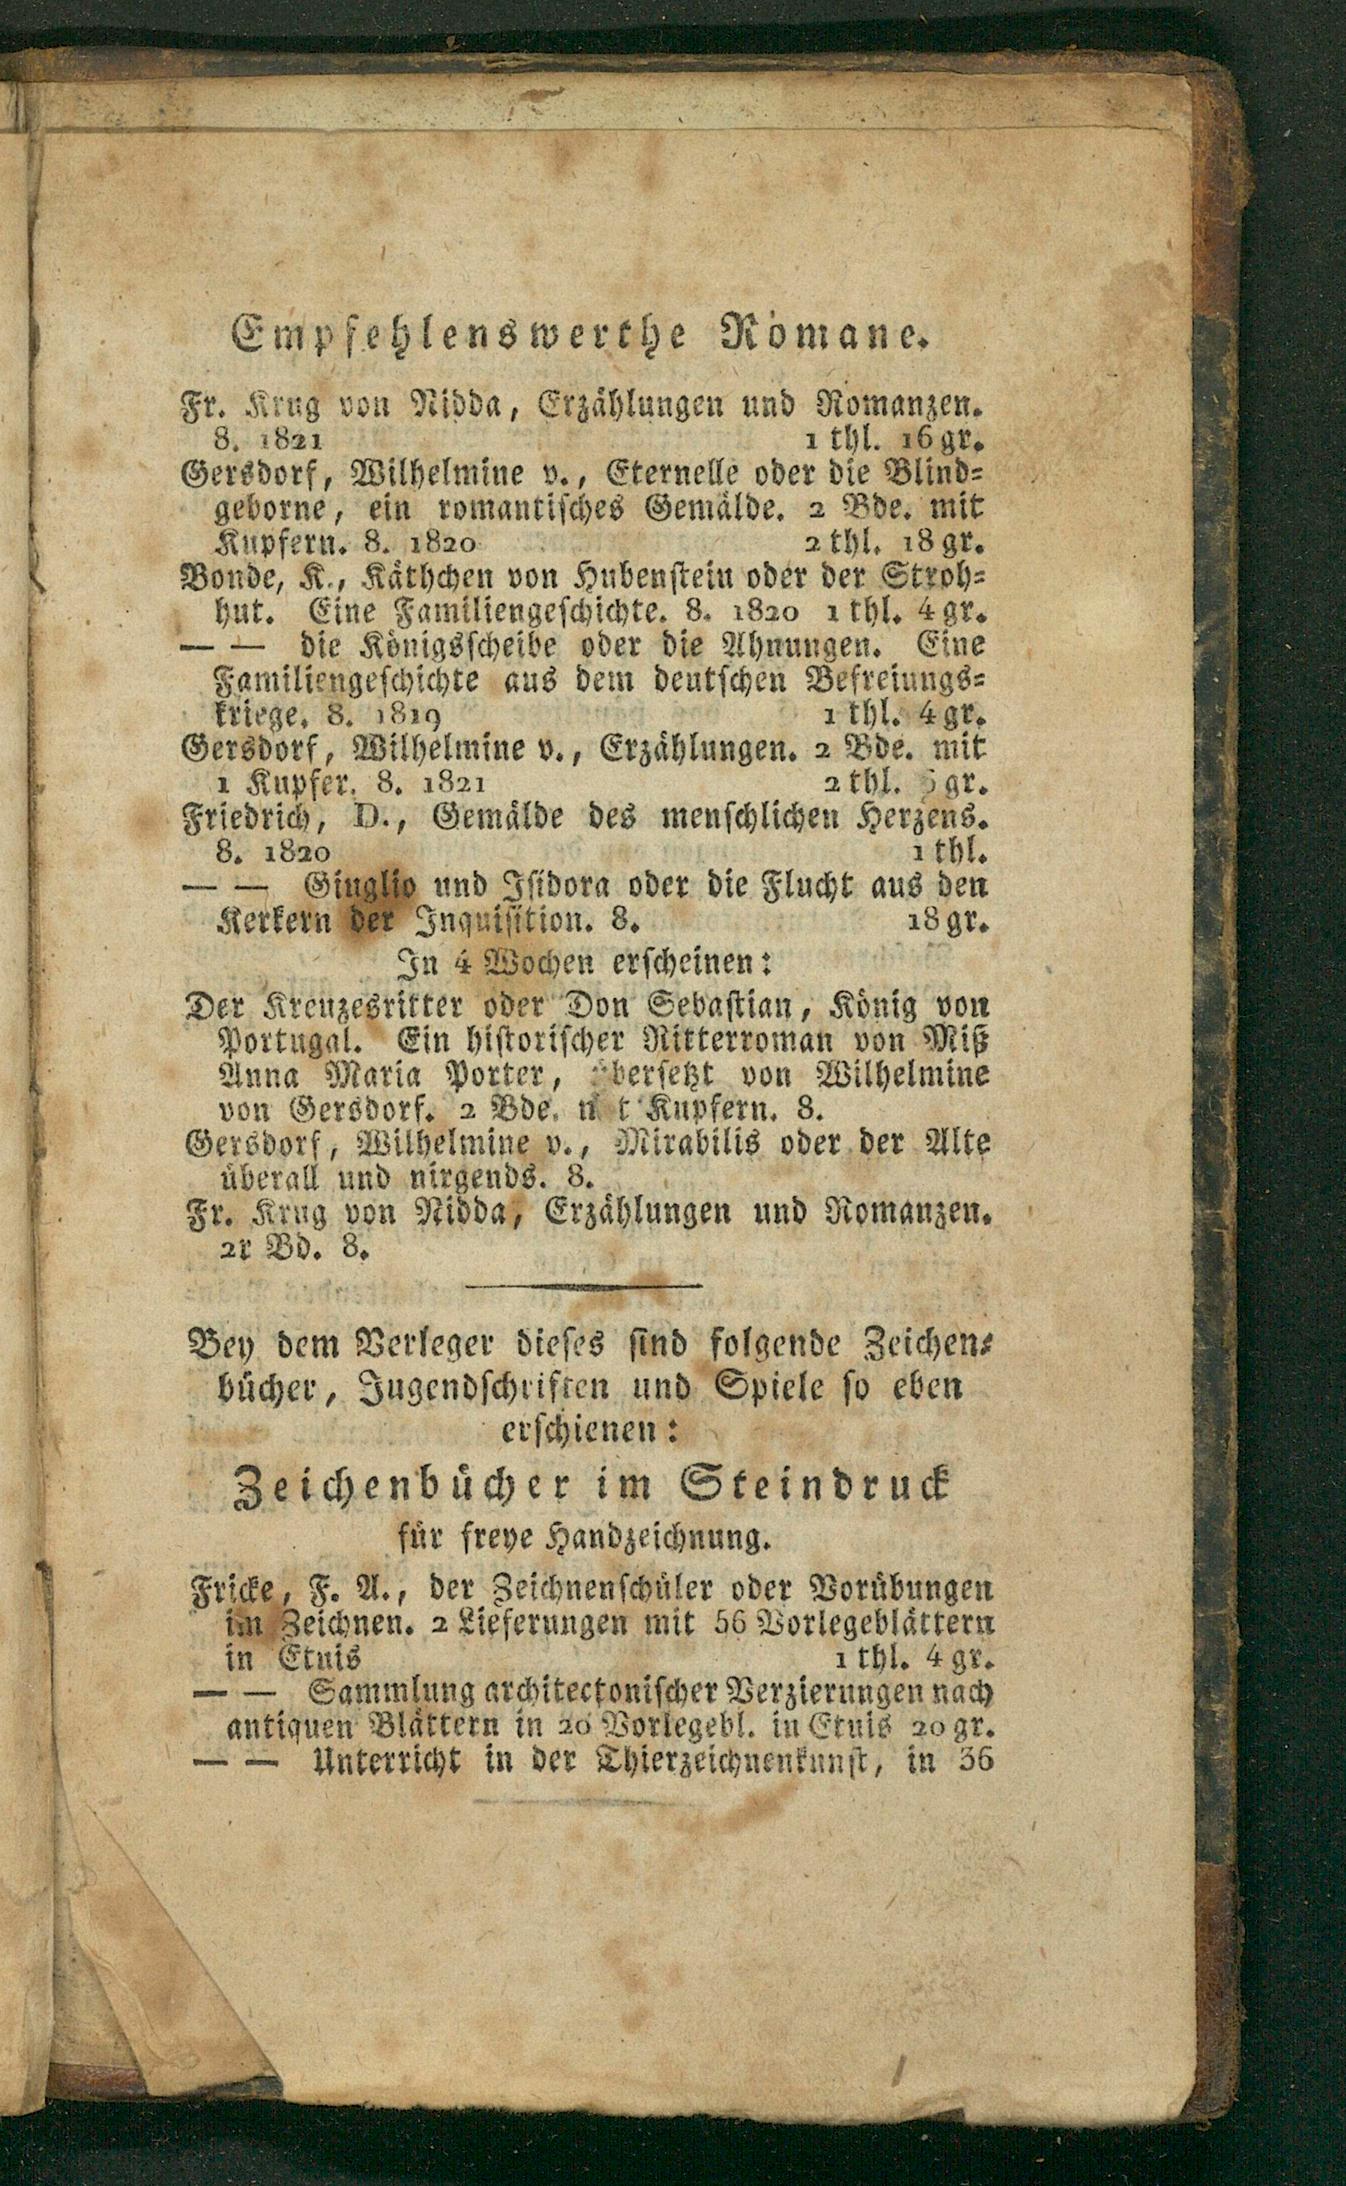 Empfehlenswerthe Romane.
Fr. Krug von Nidda, Erzählungen und Romanzen.
8. 1821 1 thl. 16 gr.
Gersdorf, Wilhelmine v., Eternelle oder die Blind=
geborne, ein romantisches Gemälde. 2 Bde. mit
Kupfern. 8. 1820 2 thl. 18 gr.
Bonde, K., Käthchen von Hubenstein oder der Stroh=
hut. Eine Familiengeschichte. 8. 1820 1 thl. 4 gr.
— — die Königsscheibe oder die Ahnungen. Eine
Familiengeschichte aus dem deutschen Befreiungs=
kriege. 8. 1819 1 thl. 4 gr.
Gersdorf, Wilhelmine v., Erzählungen. 2 Bde. mit
1 Kupfer. 8. 1821 2 thl. gr.
Friedrich, D., Gemälde des menschlichen Herzens.
8. 1820 1 thl.
— — Giuglio und Isidora oder die Flucht aus den
Kerkern der Inquisition. 8. 18 gr.
In 4 Wochen erscheinen:
Der Kreuzesritter oder Don Sebastian, König von
Portugal. Ein historischer Ritterroman von Miß
Anna Maria Porter, übersetzt von Wilhelmine
von Gersdorf. 2 Bde. mit Kupfern. 8.
Gersdorf, Wilhelmine v., Mirabilis oder der Alte
überall und nirgends. 8.
Fr. Krug von Nidda, Erzählungen und Romanzen.
2r Bd. 8.
Bey dem Verleger dieses sind folgende Zeichen=
bücher, Jugendschriften und Spiele so eben
erschienen:
Zeichenbücher im Steindruck
für freye Handzeichnung.
Fricke, F. A., der Zeichnenschüler oder Vorübungen
im Zeichnen. 2 Lieferungen mit 56 Vorlegeblättern
in Etuis 1 thl. 4 gr.
— — Sammlung architectonischer Verzierungen nach
antiquen Blättern in 20 Vorlegebl. in Etuis 20 gr.
— — Unterricht in der Thierzeichnenkunst, in 36